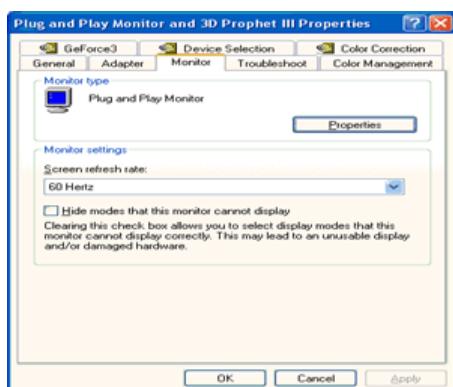 Plug and Play Monitor and 3D Prophet III Properties
GeForce3 Device Selection Color Correction
General Adapter Monitor Troubleshoot Color Management
Monitor type
Plug and Play Monitor
Properties
Monitor settings
Screen refresh rate:
60 Hertz
Hide modes that this monitor cannot display
Clearing this check box allows you to select display modes that this
monitor cannot display correctly. This may lead to an unusable display
and/or damaged hardware.
OK Cancel Apply